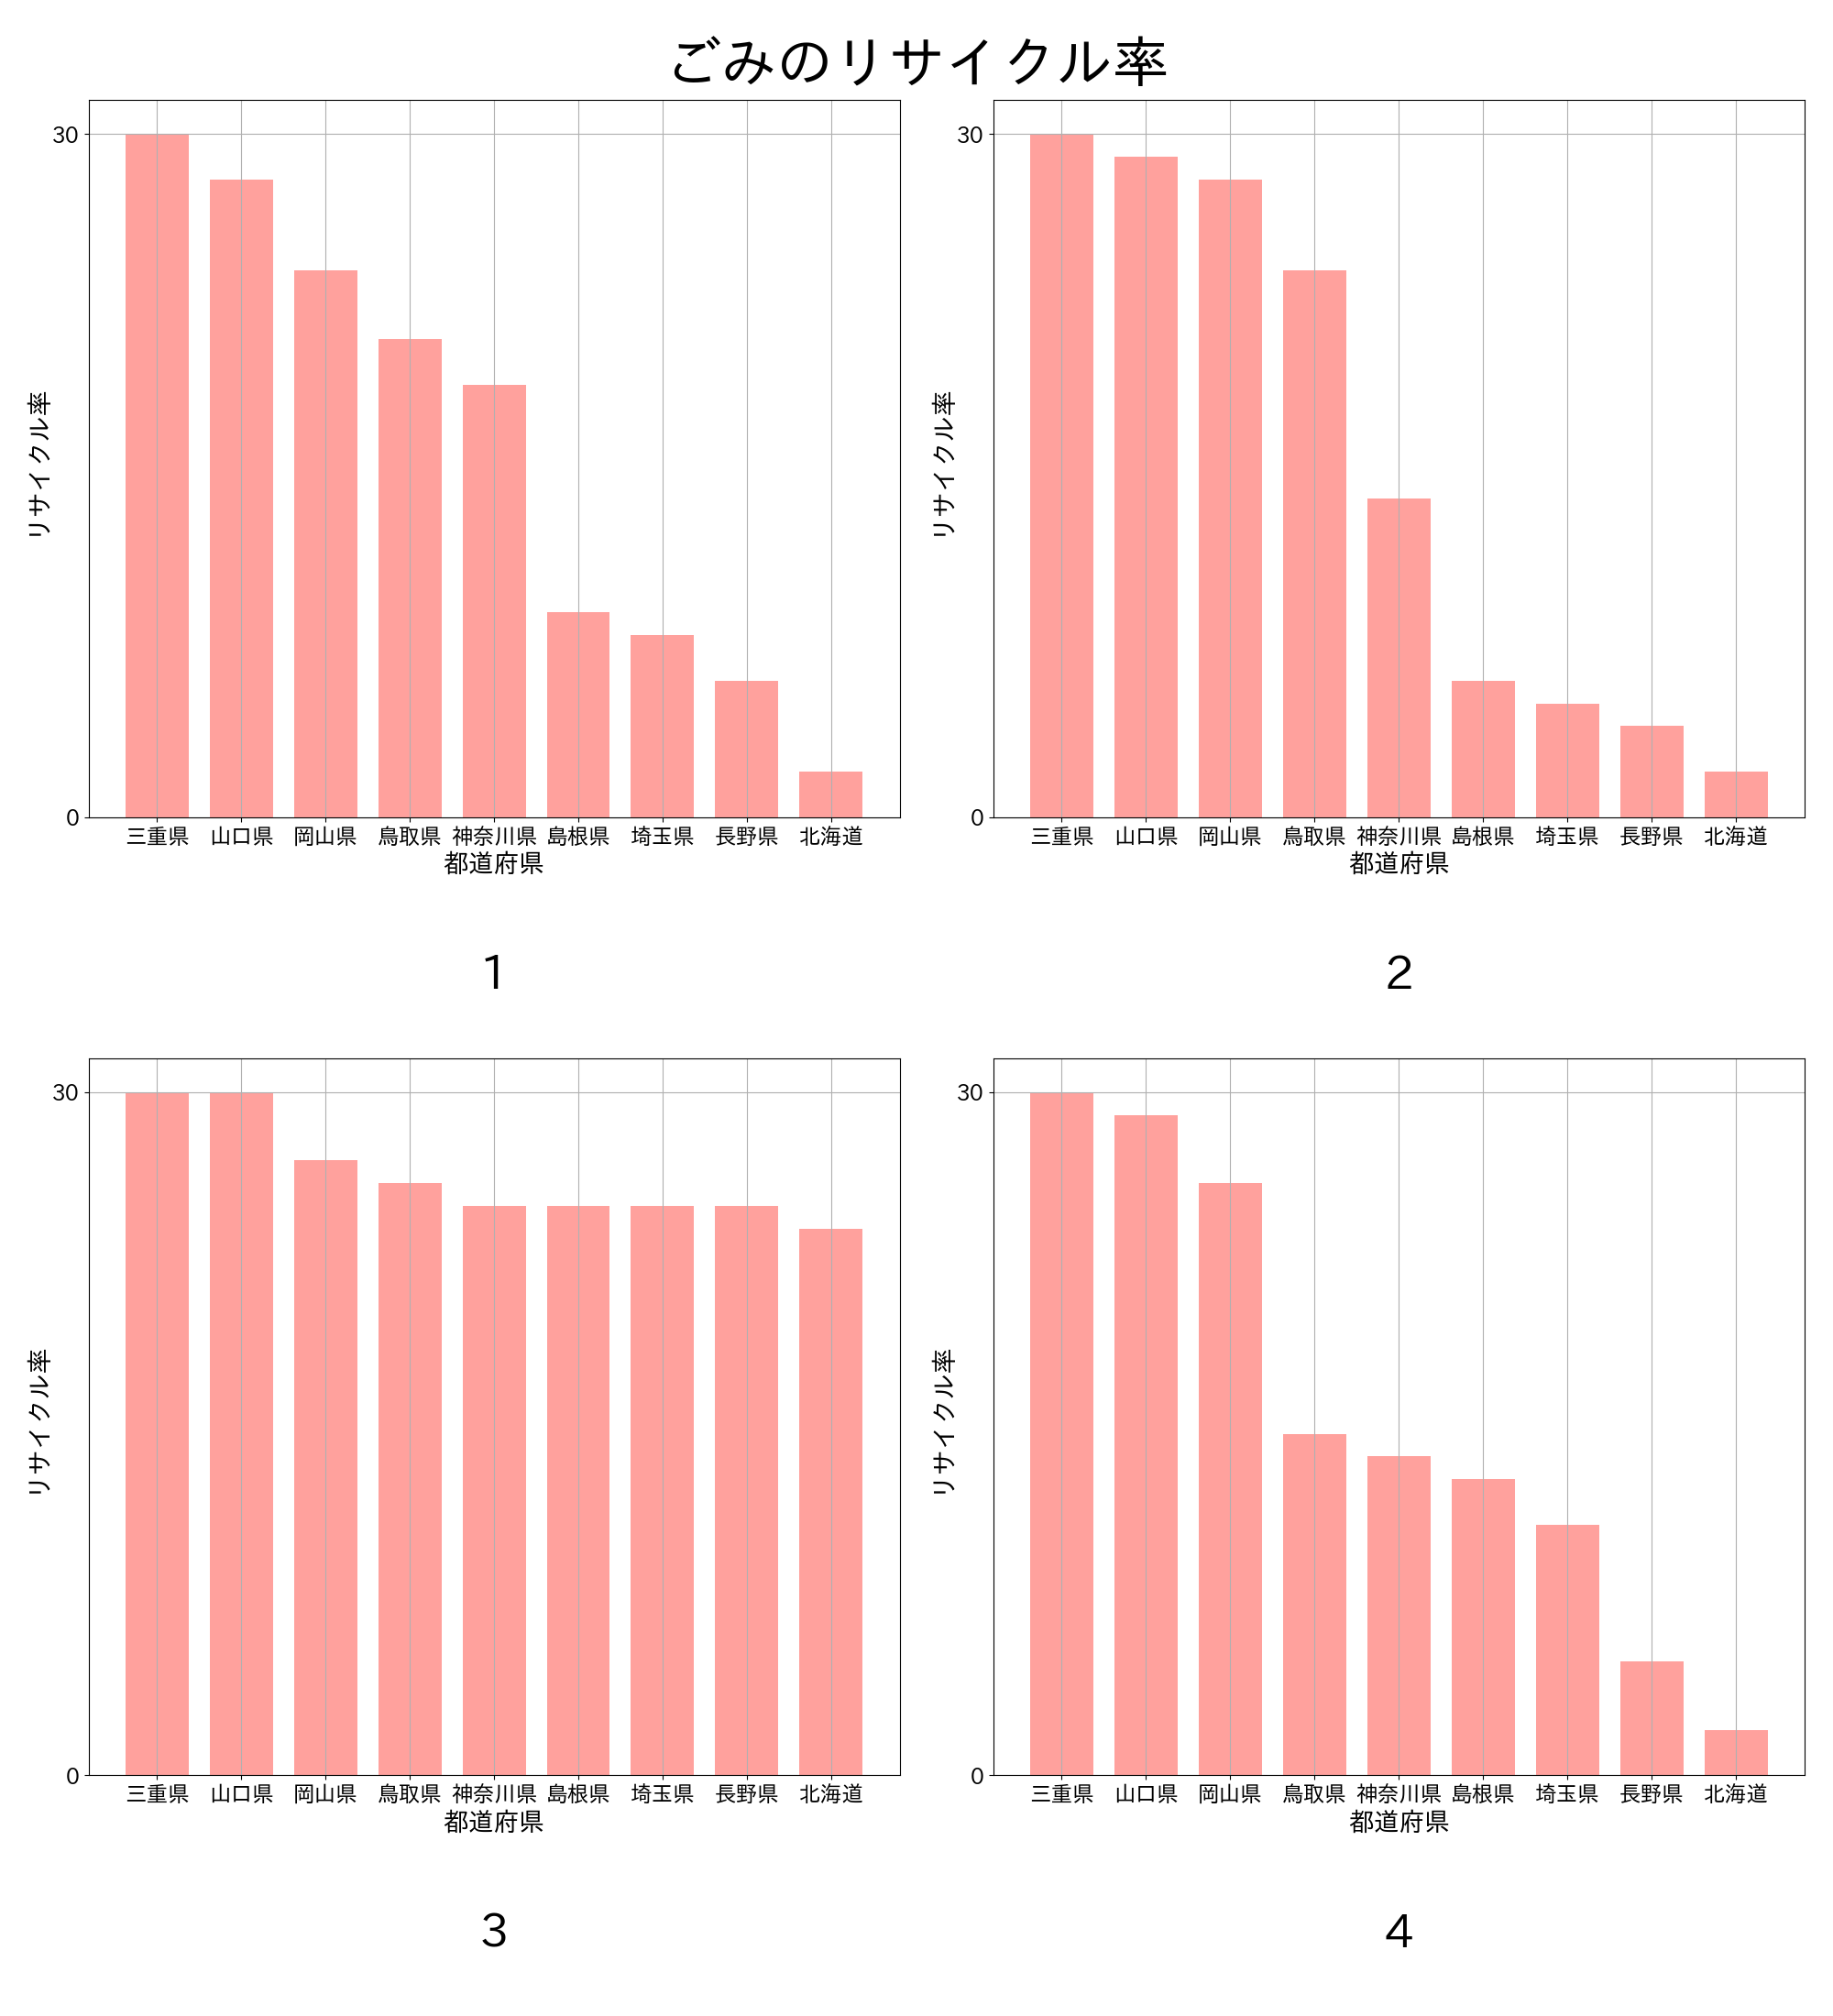 ごみのリサイクル率
30
0
リサイクル率
三重県 山口県 岡山県 鳥取県 神奈川県 島根県 埼玉県 長野県 北海道
都道府県
1
30
0
リサイクル率
三重県 山口県 岡山県 鳥取県 神奈川県 島根県 埼玉県 長野県 北海道
都道府県
2
30
0
リサイクル率
三重県 山口県 岡山県 鳥取県 神奈川県 島根県 埼玉県 長野県 北海道
都道府県
3
30
0
リサイクル率
三重県 山口県 岡山県 鳥取県 神奈川県 島根県 埼玉県 長野県 北海道
都道府県
4